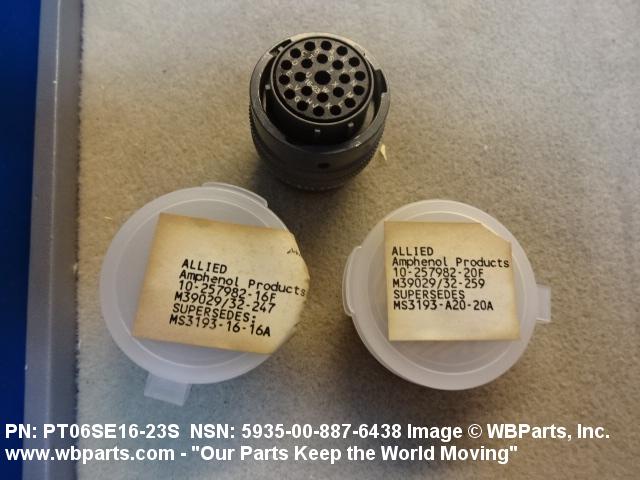 ALLIED
Amphenol Products
10-257982-16F
M39029/32-247
SUPERSEDES:
MS3193-16-16A
ALLIED
Amphenol Products
10-257982-20F
M39029/32-259
SUPERSEDES
MS3193-A20-20A
PN: PT06SE16-23S NSN: 5935-00-887-6438 Image © WBParts, Inc.
www.wbparts.com - "Our Parts Keep the World Moving"